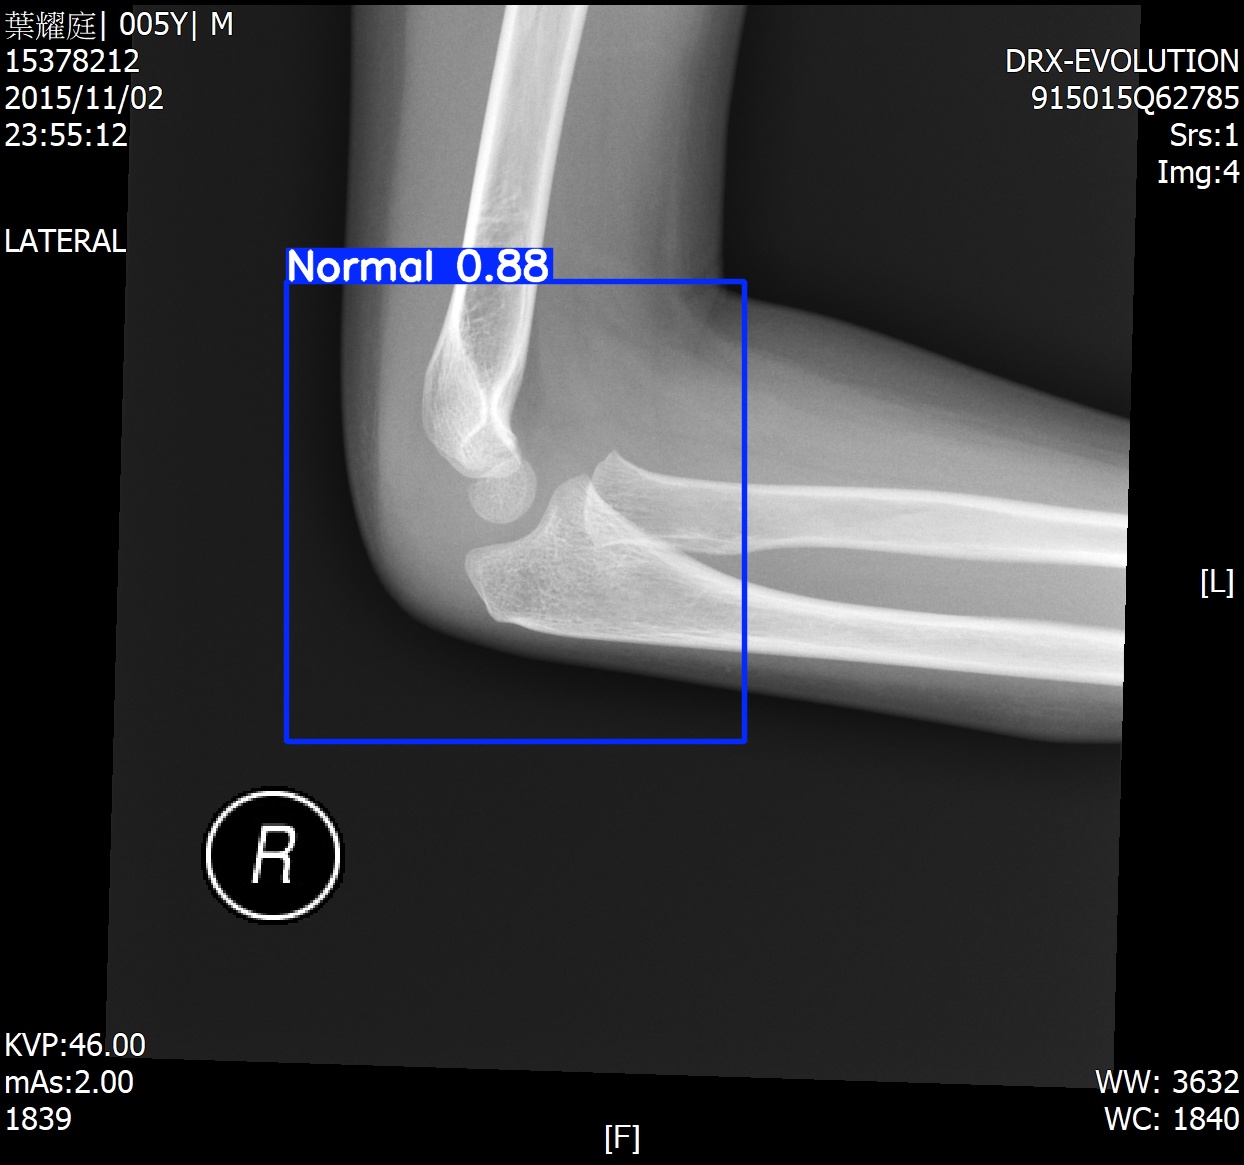 葉耀庭| 005Y| M
15378212
2015/11/02
23:55:12
LATERAL
DRX-EVOLUTION
915015Q62785
Srs:1
Img:4
Normal 0.88
[L]
R
KVP:46.00
mAs:2.00
1839
[F]
WW: 3632
WC: 1840